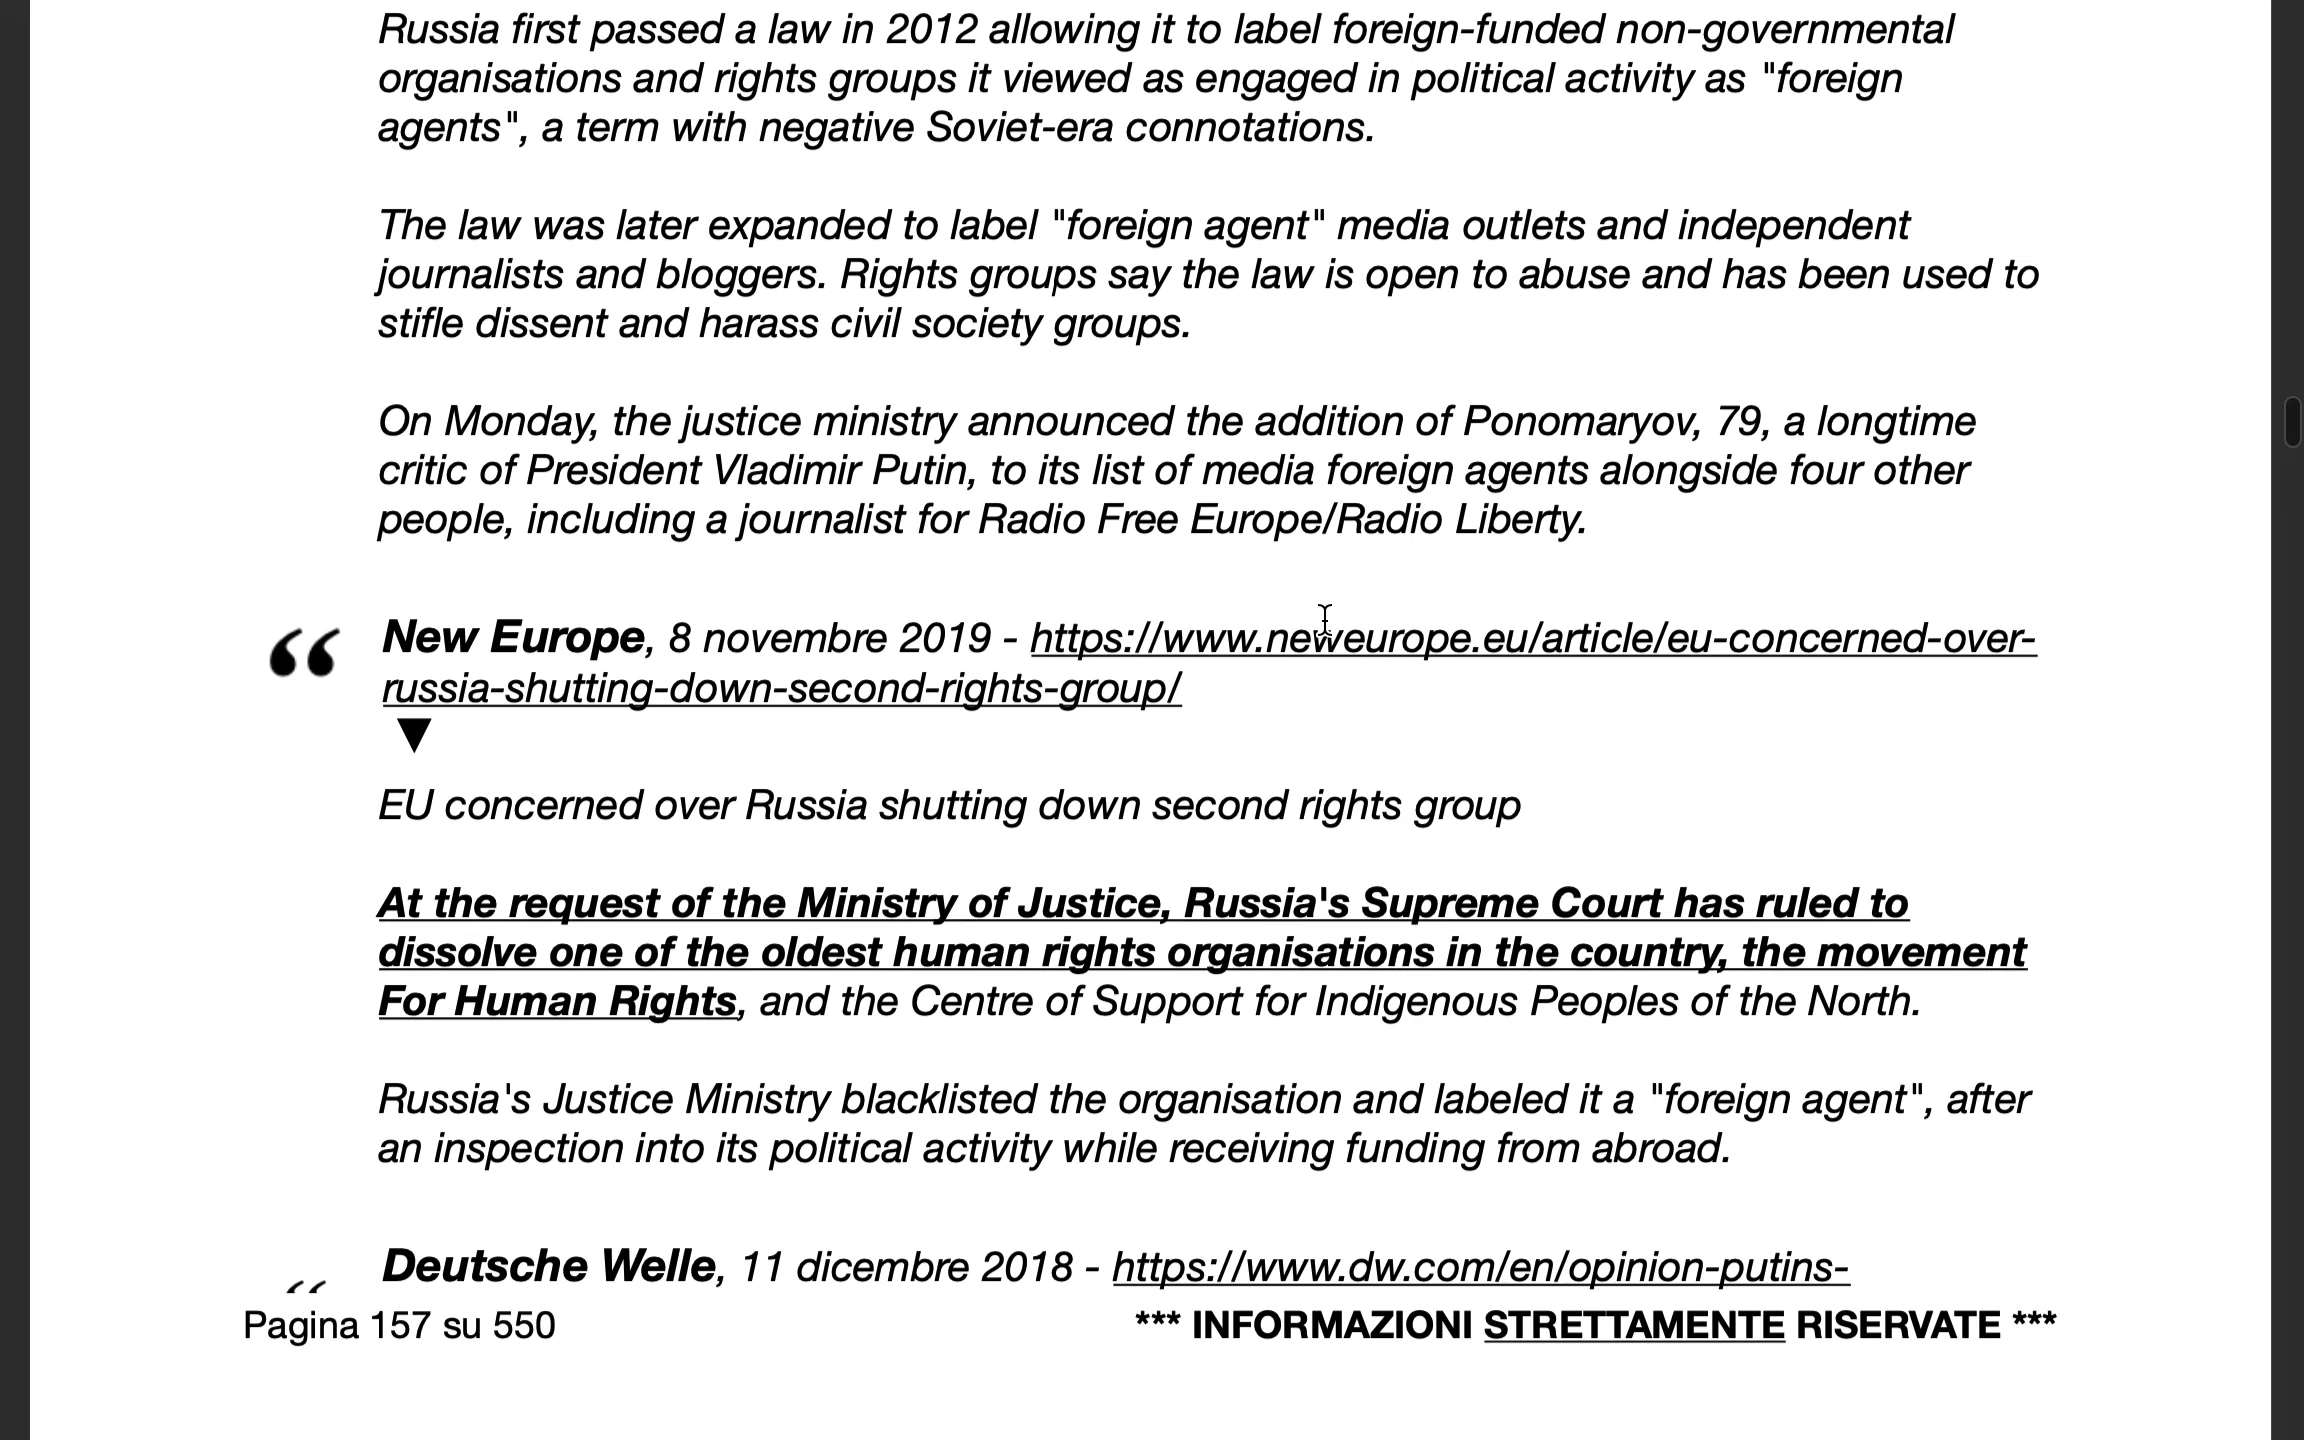 Russia first passed a law in 2012 allowing it to label foreign-funded non-governmental
organisations and rights groups it viewed as engaged in political activity as "foreign
agents", a term with negative Soviet-era connotations.
The law was later expanded to label "foreign agent" media outlets and independent
journalists and bloggers. Rights groups say the law is open to abuse and has been used to
stifle dissent and harass civil society groups.
On Monday, the justice ministry announced the addition of Ponomaryov, 79, a longtime
critic of President Vladimir Putin, to its list of media foreign agents alongside four other
people, including a journalist for Radio Free Europe/Radio Liberty.
“ New Europe, 8 novembre 2019 - https://www.neweurope.eu/article/eu-concerned-over-
russia-shutting-down-second-rights-group/
▼
EU concerned over Russia shutting down second rights group
At the request of the Ministry of Justice, Russia's Supreme Court has ruled to
dissolve one of the oldest human rights organisations in the country, the movement
For Human Rights, and the Centre of Support for Indigenous Peoples of the North.
Russia's Justice Ministry blacklisted the organisation and labeled it a "foreign agent", after
an inspection into its political activity while receiving funding from abroad.
“ Deutsche Welle, 11 dicembre 2018 - https://www.dw.com/en/opinion-putins-
Pagina 157 su 550 *** INFORMAZIONI STRETTAMENTE RISERVATE ***